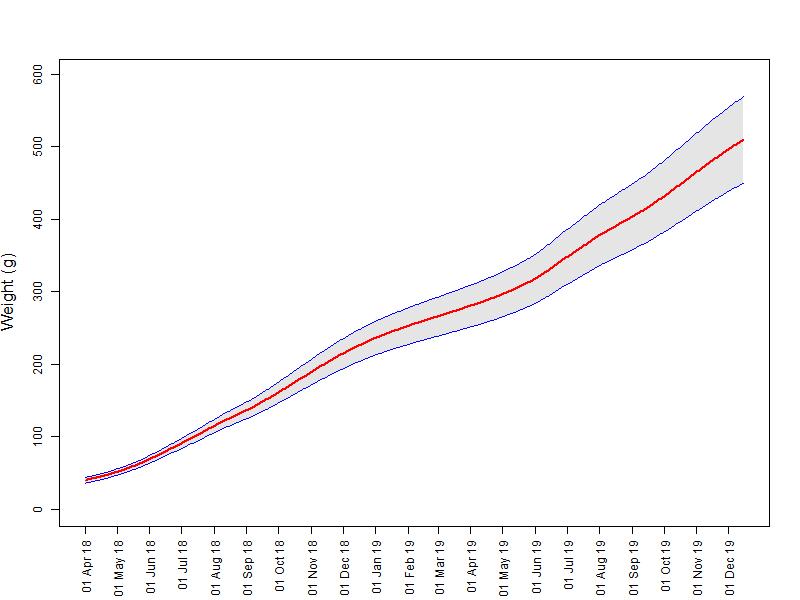 Weight (g)
600
500
400
300
200
100
0
01 Apr 18
01 May 18
01 Jun 18
01 Jul 18
01 Aug 18
01 Sep 18
01 Oct 18
01 Nov 18
01 Dec 18
01 Jan 19
01 Feb 19
01 Mar 19
01 Apr 19
01 May 19
01 Jun 19
01 Jul 19
01 Aug 19
01 Sep 19
01 Oct 19
01 Nov 19
01 Dec 19